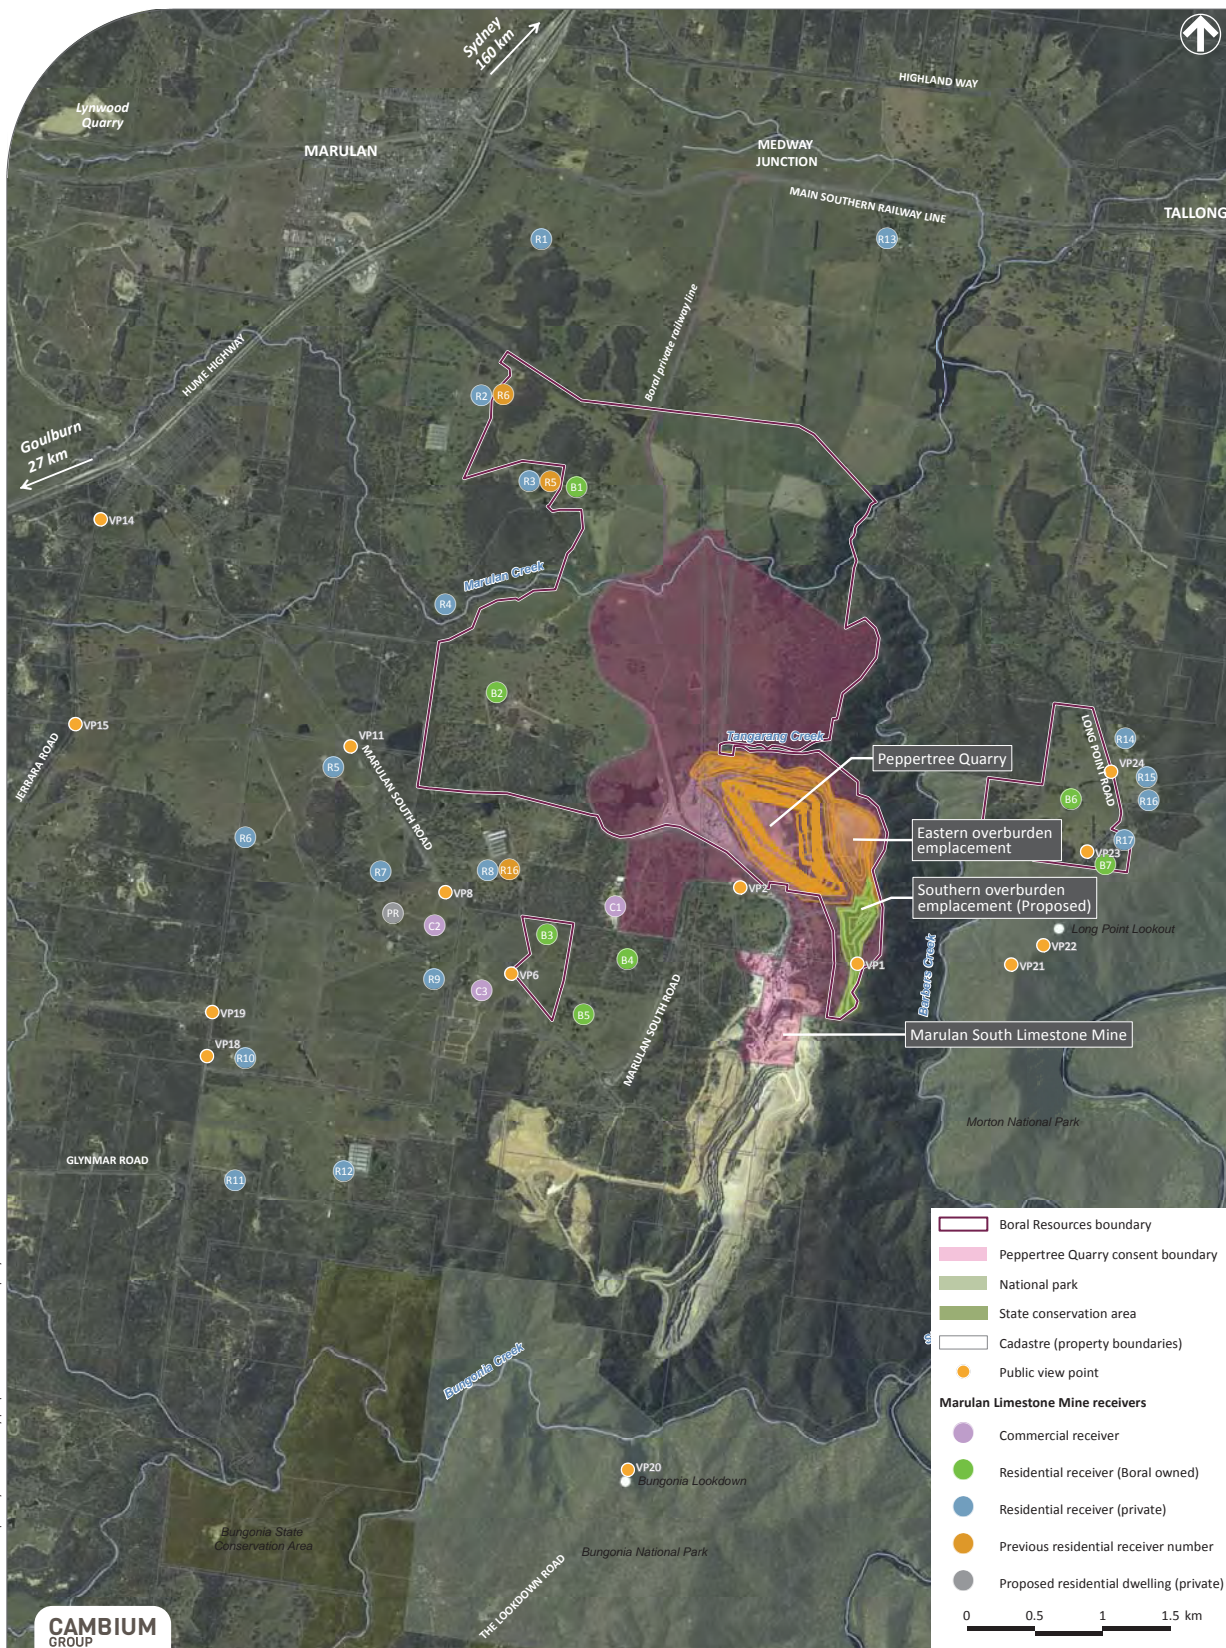 Sydney
160 km
HIGHLAND WAY
Lynwood
Quarry
MARULAN
MEDWAY
JUNCTION
MAIN SOUTHERN RAILWAY LINE
TALLONG
R1
R13
Boral private railway line
HUME HIGHWAY
R2
R6
Goulburn
27 km
R3
R5
B1
VP14
Marulan Creek
R4
B2
VP15
JERRARA ROAD
VP11
R5
MARULAN SOUTH ROAD
Tangarang Creek
Peppertree Quarry
LONG POINT ROAD
R14
VP24
R15
B6
R16
R6
Eastern overburden
emplacement
R17
VP23
B7
R7
R8
R16
VP8
VP2
Southern overburden
emplacement (Proposed)
PR
C2
C1
B3
Long Point Lookout
VP22
B4
VP21
VP1
R9
C3
VP6
Barbers Creek
B5
MARULAN SOUTH ROAD
VP19
VP18
R10
Marulan South Limestone Mine
Morton National Park
GLYNMAR ROAD
R12
R11
Bungonia Creek
VP20
Bungonia Lookdown
Bungonia State
Conservation Area
Bungonia National Park
THE LOOKDOWN ROAD
Boral Resources boundary
Peppertree Quarry consent boundary
National park
State conservation area
Cadastre (property boundaries)
Public view point
Marulan Limestone Mine receivers
Commercial receiver
Residential receiver (Boral owned)
Residential receiver (private)
Previous residential receiver number
Proposed residential dwelling (private)
0 0.5 1 1.5 km
CAMBIUM
GROUP